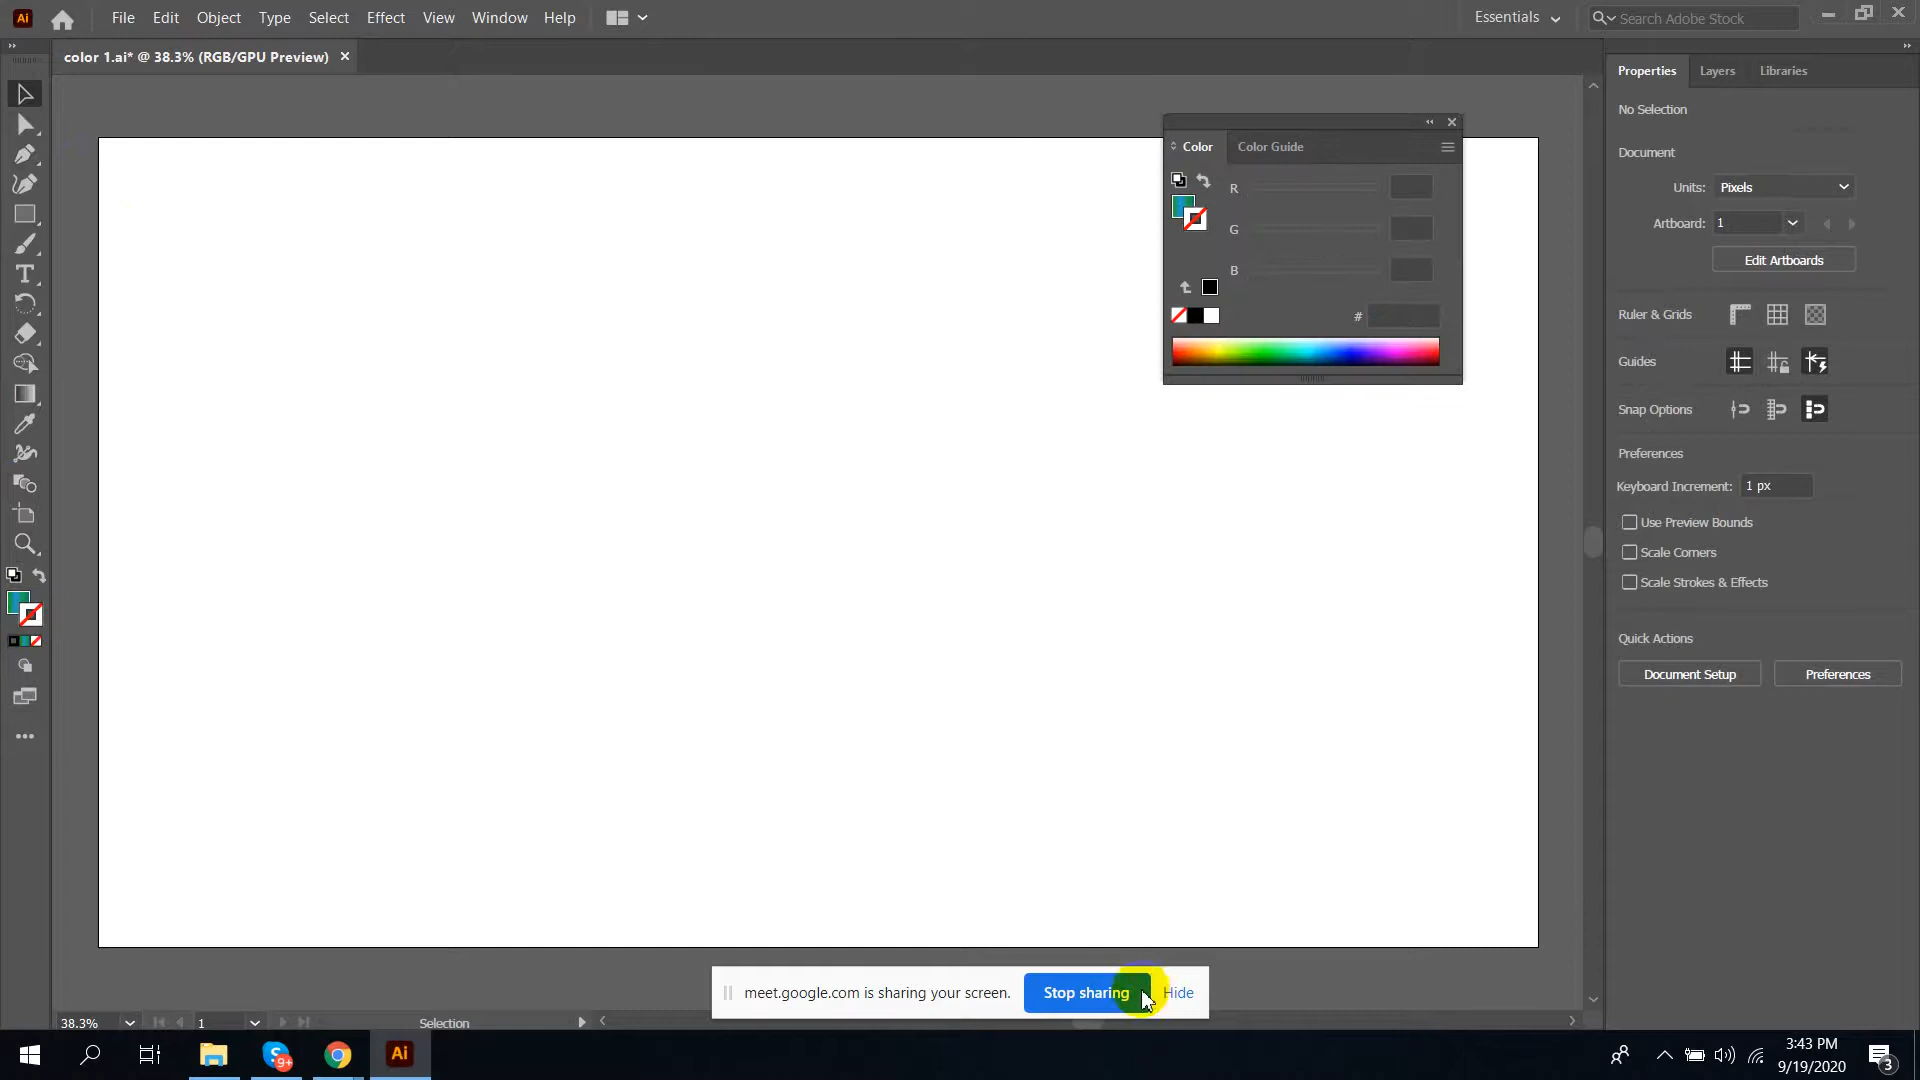 Ai File Edit Object Type Select Effect View Window Help Essentials Search Adobe Stock
color 1.ai* @ 38.3% (RGB/GPU Preview) ×
Color Color Guide
R
G
B
#
Properties Layers Libraries
No Selection
Document
Units: Pixels
Artboard: 1
Edit Artboards
Ruler & Grids
Guides
Snap Options
Preferences
Keyboard Increment: 1 px
Use Preview Bounds
Scale Corners
Scale Strokes & Effects
Quick Actions
Document Setup Preferences
meet.google.com is sharing your screen. Stop sharing Hide
38.3% 1 Selection
S 9+ Ai
3:43 PM
9/19/2020
3